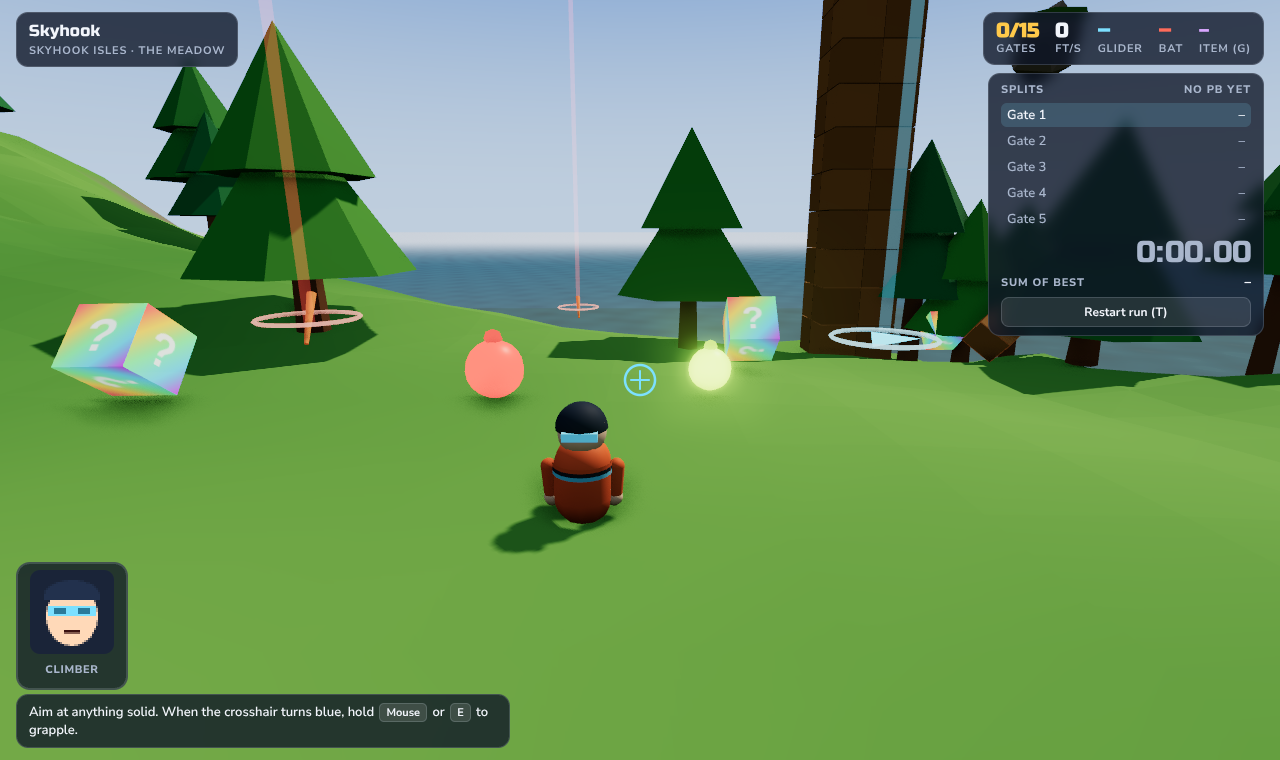 Skyhook
SKYHOOK ISLES · THE MEADOW
0/15 0 – – –
GATES FT/S GLIDER BAT ITEM (G)
SPLITS NO PB YET
Gate 1 –
Gate 2 –
Gate 3 –
Gate 4 –
Gate 5 –
0:00.00
SUM OF BEST –
Restart run (T)
? ?
?
CLIMBER
Aim at anything solid. When the crosshair turns blue, hold Mouse or E to
grapple.